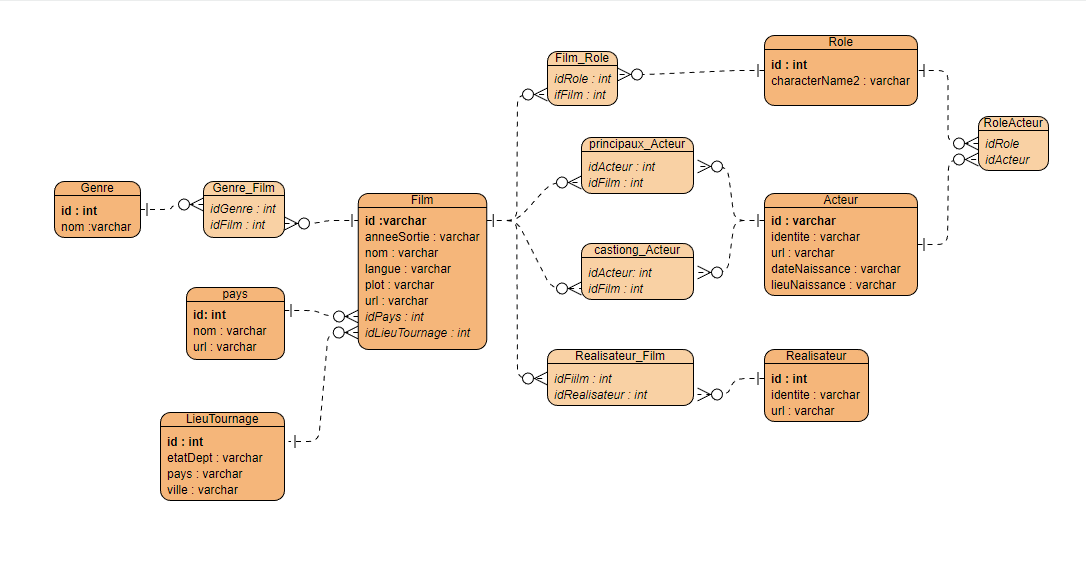 Genre
id : int
nom :varchar
Genre_Film
idGenre : int
idFilm : int
pays
id: int
nom : varchar
url : varchar
LieuTournage
id : int
etatDept : varchar
pays : varchar
ville : varchar
Film
id :varchar
anneeSortie : varchar
nom : varchar
langue : varchar
plot : varchar
url : varchar
idPays : int
idLieuTournage : int
Film_Role
idRole : int
ifFilm : int
principaux_Acteur
idActeur : int
idFilm : int
castiong_Acteur
idActeur: int
idFilm : int
Realisateur_Film
idFiilm : int
idRealisateur : int
Role
id : int
characterName2 : varchar
RoleActeur
idRole
idActeur
Acteur
id : varchar
identite : varchar
url : varchar
dateNaissance : varchar
lieuNaissance : varchar
Realisateur
id : int
identite : varchar
url : varchar